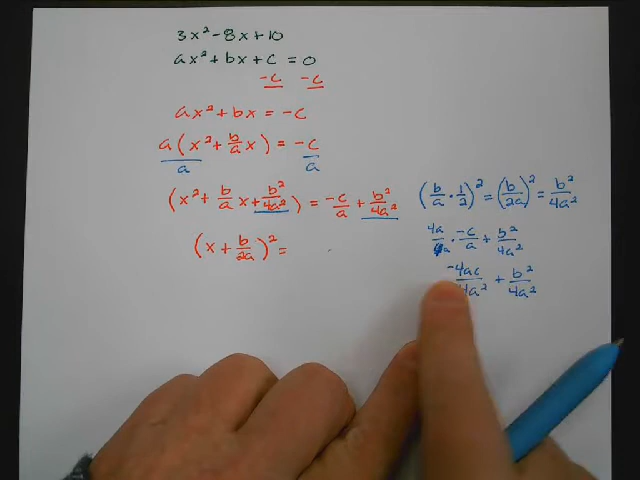 3x² - 8x + 10
ax² + bx + c = 0
-c -c
ax² + bx = -c
a(x² + b/a x) = -c
a a
(x² + b/a x + b²/4a²) = -c/a + b²/4a²
(x + b/2a)² =
(b/a · 1/2)² = (b/2a)² = b²/4a²
4a/4a · -c/a + b²/4a²
-4ac/4a² + b²/4a²